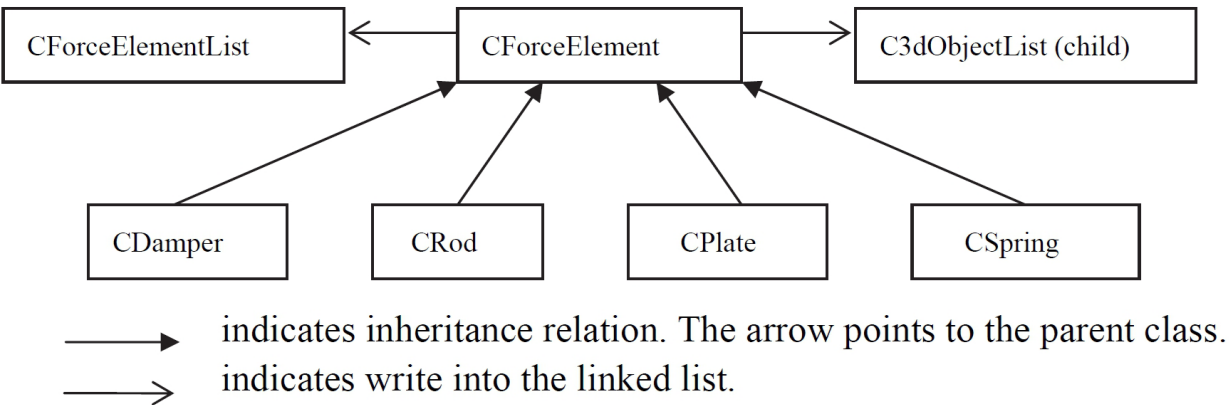 CForceElementList
CForceElement
C3dObjectList (child)
CDamper
CRod
CPlate
CSpring
indicates inheritance relation. The arrow points to the parent class.
indicates write into the linked list.